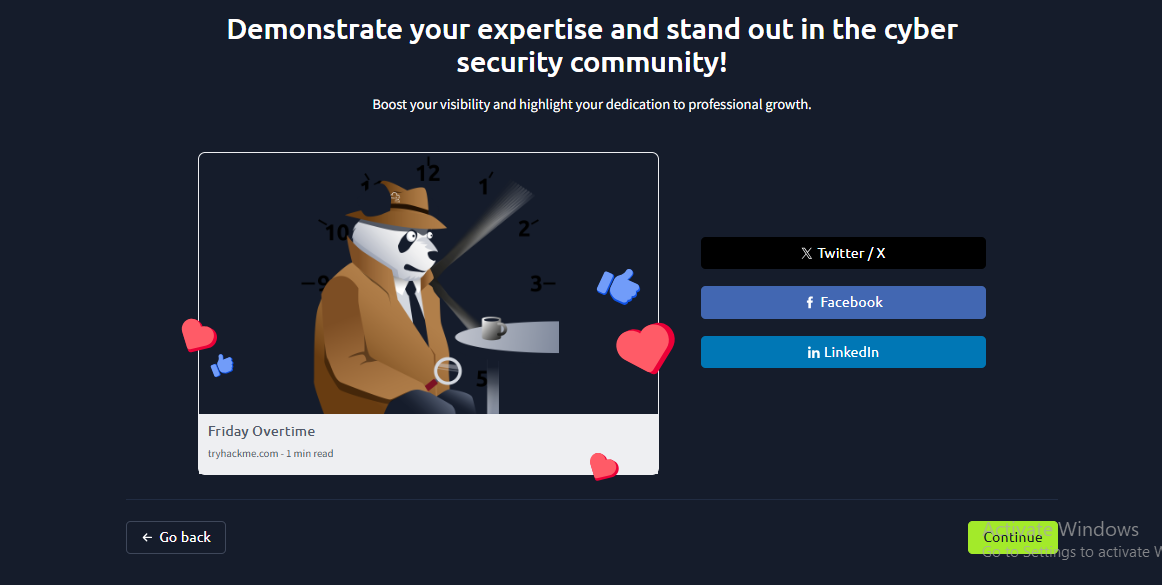 Demonstrate your expertise and stand out in the cyber
security community!
Boost your visibility and highlight your dedication to professional growth.
12
1
2
3
5
9
10
𝕏 Twitter / X
f Facebook
in LinkedIn
Friday Overtime
tryhackme.com - 1 min read
← Go back
Continue
Activate Windows
Go to Settings to activate W